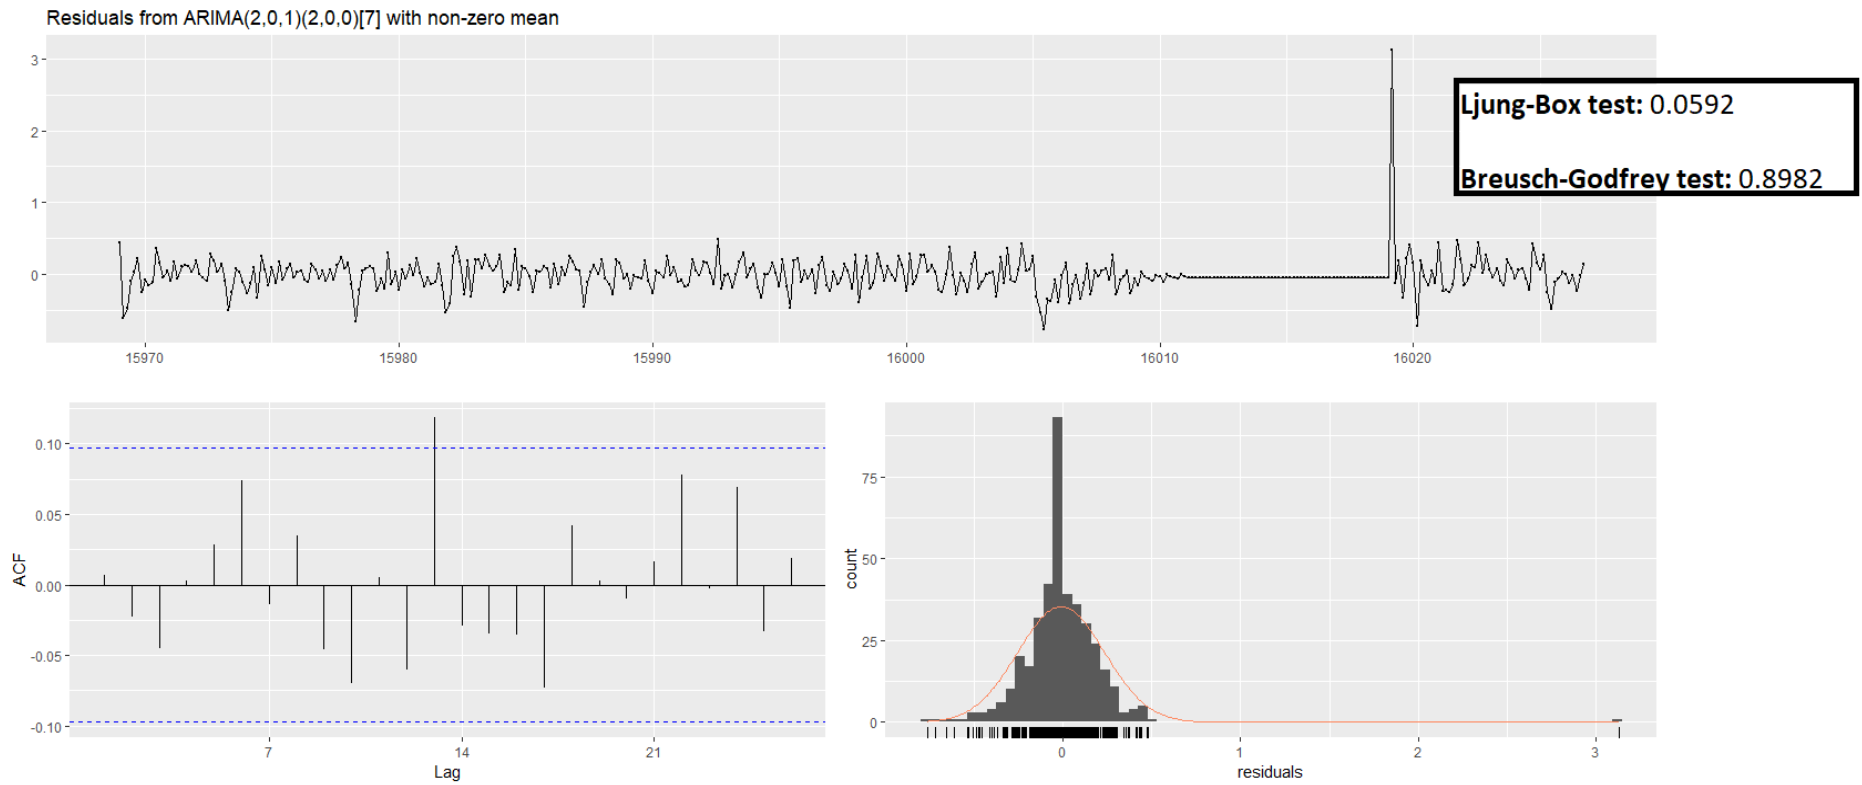 Residuals from ARIMA(2,0,1)(2,0,0)[7] with non-zero mean
3
2
1
0
15970 15980 15990 16000 16010 16020
Ljung-Box test: 0.0592
Breusch-Godfrey test: 0.8982
ACF
0.10
0.05
0.00
-0.05
-0.10
7 14 21
Lag
count
75
50
25
0
0 1 2 3
residuals